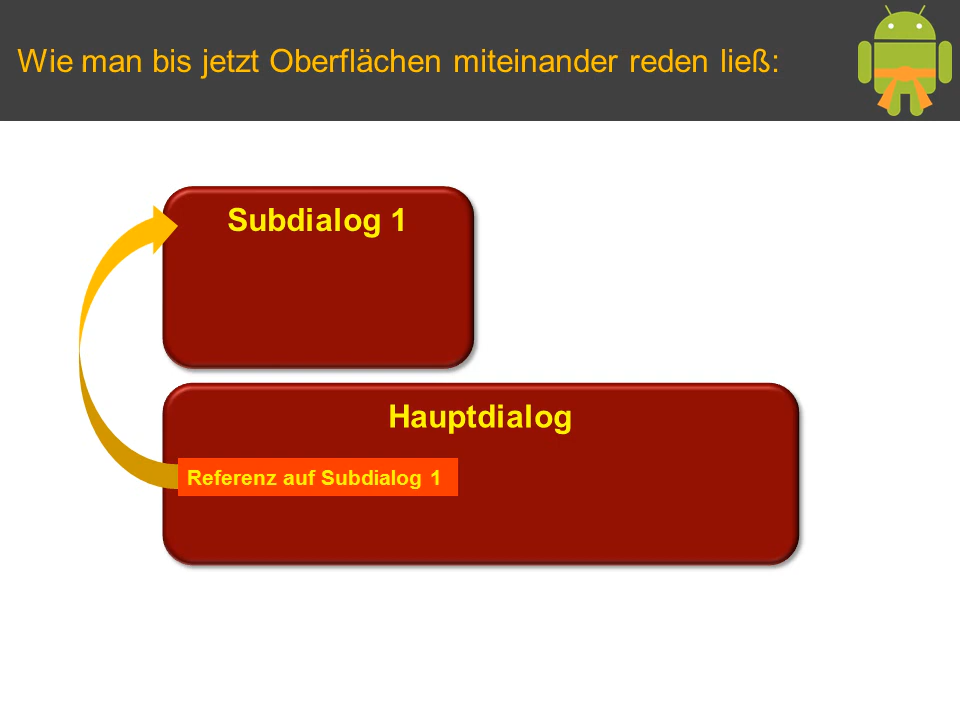 Wie man bis jetzt Oberflächen miteinander reden ließ:
Subdialog 1
Hauptdialog
Referenz auf Subdialog 1